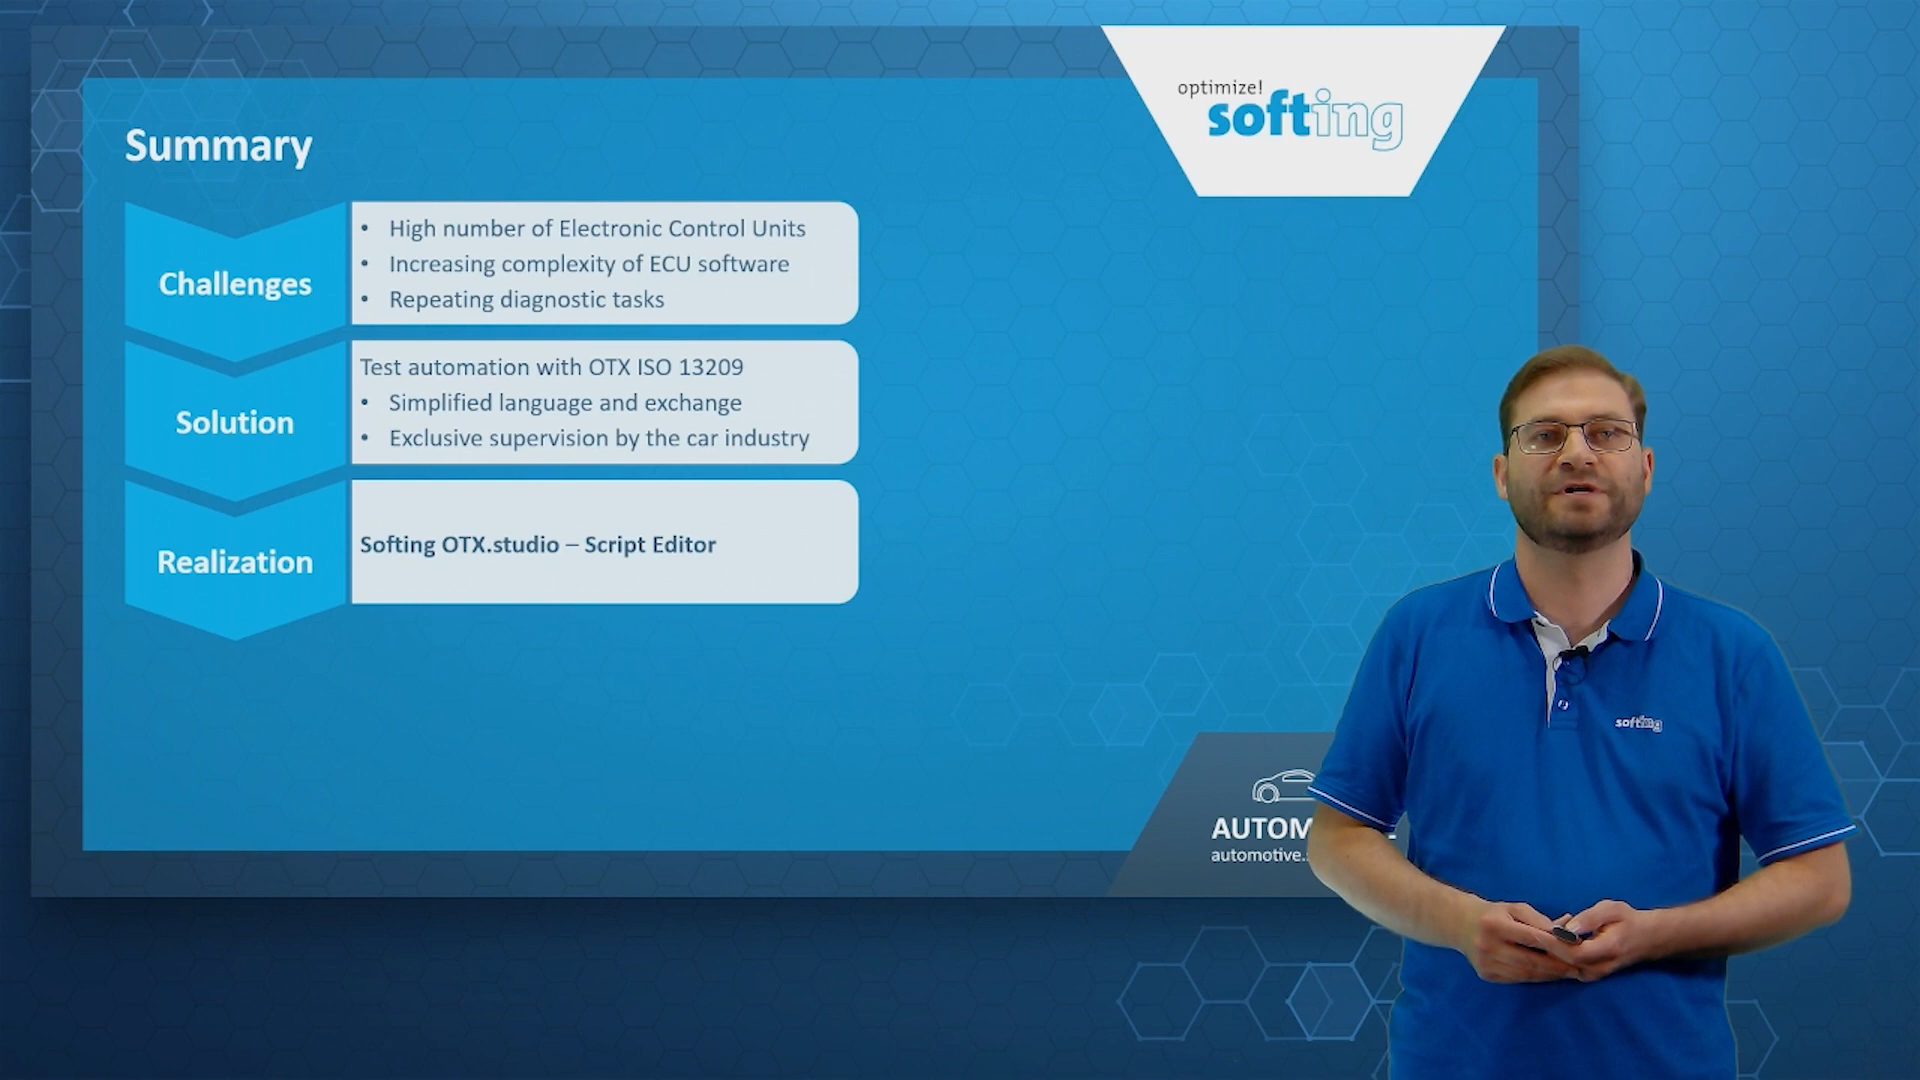 optimize!
softing
Summary
Challenges
• High number of Electronic Control Units
• Increasing complexity of ECU software
• Repeating diagnostic tasks
Solution
Test automation with OTX ISO 13209
• Simplified language and exchange
• Exclusive supervision by the car industry
Realization
Softing OTX.studio – Script Editor
softing